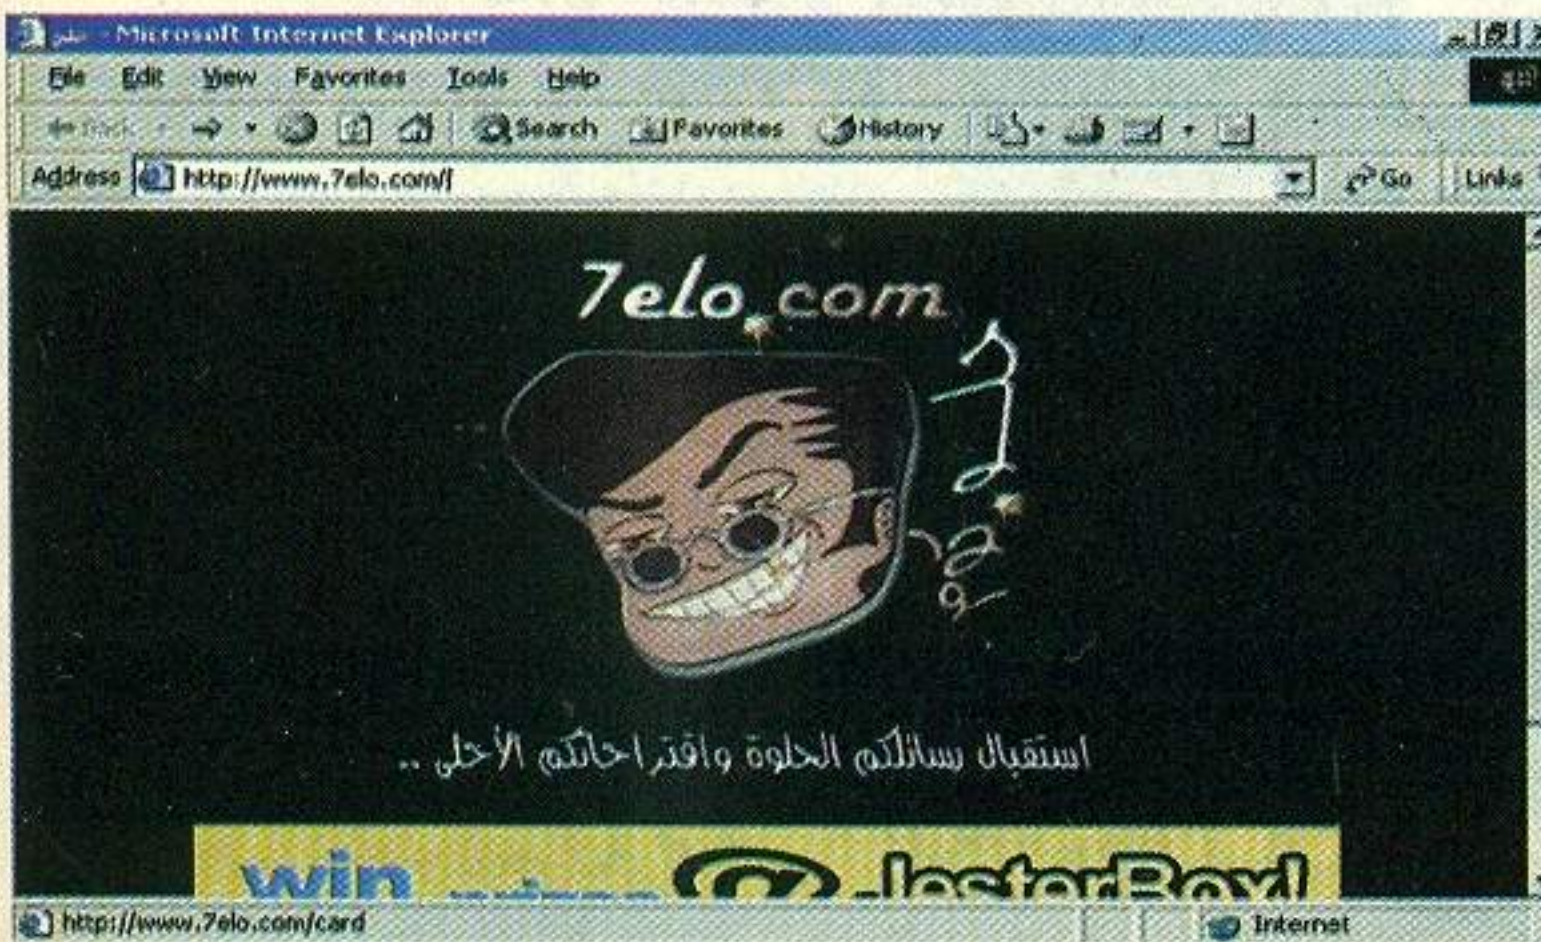 حلو - Microsoft Internet Explorer
File Edit View Favorites Tools Help
Back Search Favorites History
Address http://www.7elo.com/ Go Links
7elo.com
استقبال رسائلكم الحلوة واقتراحاتكم الأحلى ..
win JesterBox!
http://www.7elo.com/card Internet